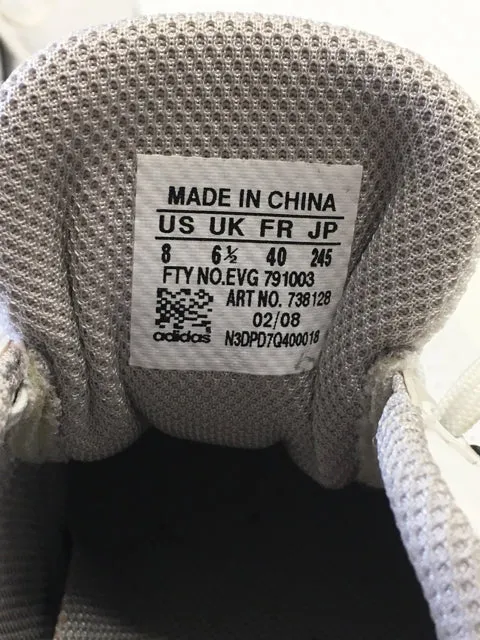 MADE IN CHINA
US UK FR JP
8 6½ 40 245
FTY NO.EVG 791003
ART NO. 738128
02/08
adidas N3DPD7Q400018